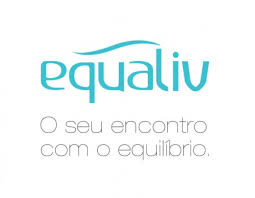 equaliv
O seu encontro
com o equilíbrio.